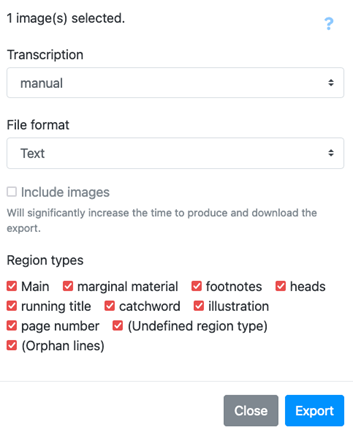 1 image(s) selected.
?
Transcription
manual
File format
Text
Include images
Will significantly increase the time to produce and download the
export.
Region types
Main marginal material footnotes heads
running title catchword illustration
page number (Undefined region type)
(Orphan lines)
Close Export